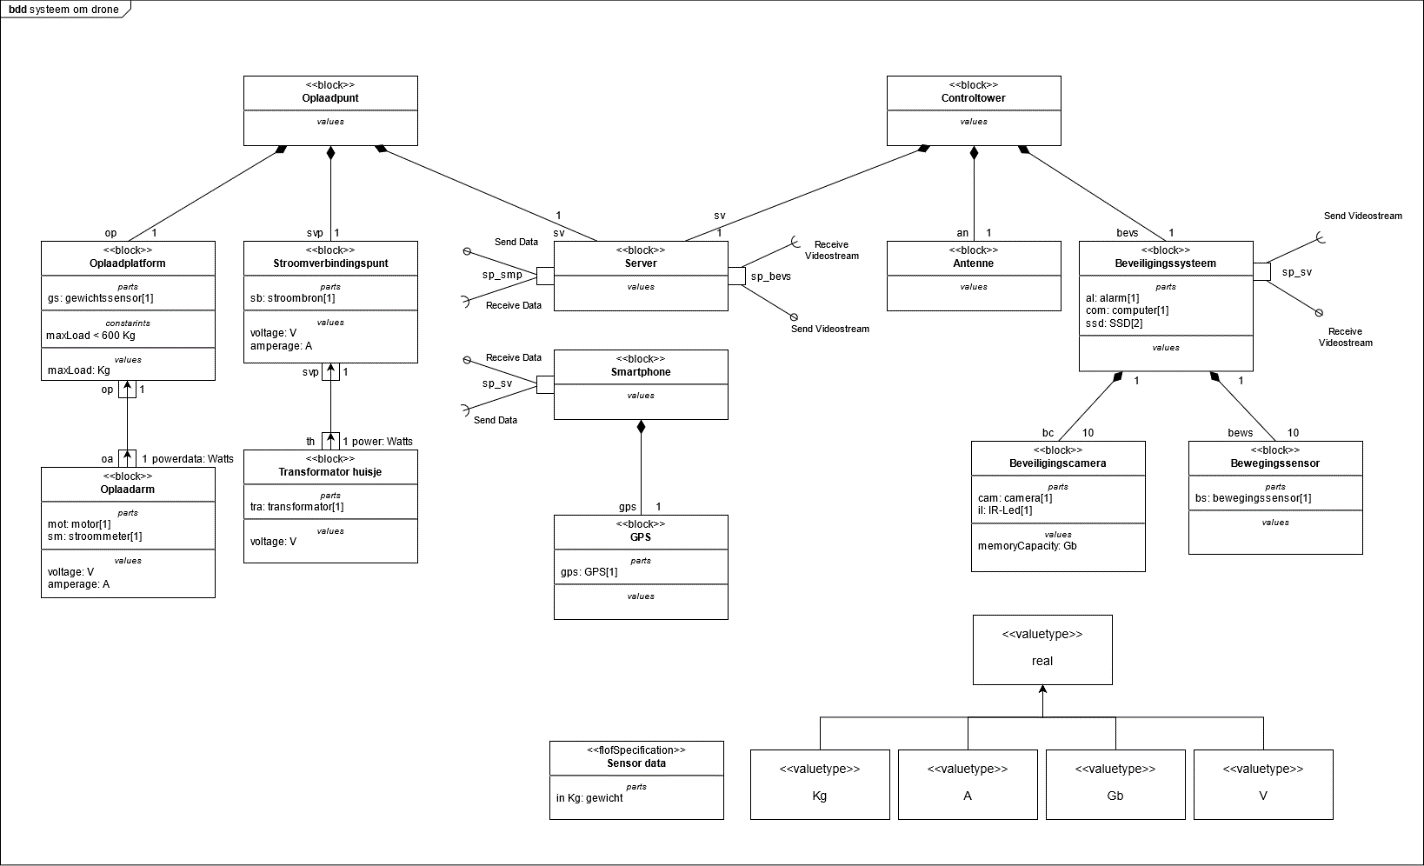 bdd systeem om drone
<<block>>
Oplaadpunt
values
<<block>>
Controltower
values
op 1
svp 1
1
sv
sv
1
an 1
bevs 1
<<block>>
Oplaadplatform
parts
gs: gewichtssensor[1]
constarints
maxLoad < 600 Kg
values
maxLoad: Kg
op 1
<<block>>
Stroomverbindingspunt
parts
sb: stroombron[1]
values
voltage: V
amperage: A
svp 1
Send Data
sp_smp
Receive Data
<<block>>
Server
values
Receive
Videostream
sp_bevs
Send Videostream
<<block>>
Antenne
values
<<block>>
Beveiligingssysteem
parts
al: alarm[1]
com: computer[1]
ssd: SSD[2]
values
Send Videostream
sp_sv
Receive
Videostream
1
1
Receive Data
sp_sv
Send Data
<<block>>
Smartphone
values
oa 1 powerdata: Watts
<<block>>
Oplaadarm
parts
mot: motor[1]
sm: stroommeter[1]
values
voltage: V
amperage: A
th 1 power: Watts
<<block>>
Transformator huisje
parts
tra: transformator[1]
values
voltage: V
gps 1
<<block>>
GPS
parts
gps: GPS[1]
values
bc 10
<<block>>
Beveiligingscamera
parts
cam: camera[1]
il: IR-Led[1]
values
memoryCapacity: Gb
bews 10
<<block>>
Bewegingssensor
parts
bs: bewegingssensor[1]
values
<<valuetype>>
real
<<flofSpecification>>
Sensor data
parts
in Kg: gewicht
<<valuetype>>
Kg
<<valuetype>>
A
<<valuetype>>
Gb
<<valuetype>>
V